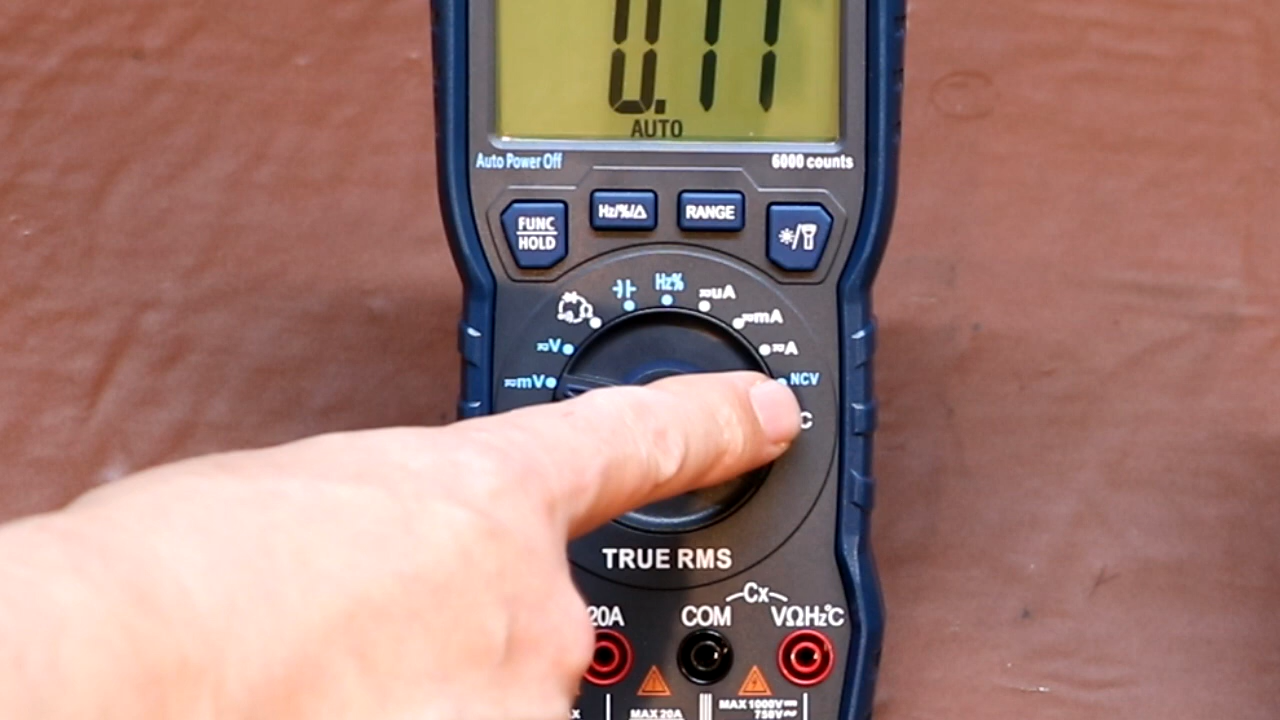 0.11
AUTO
Auto Power Off 6000 counts
FUNC
HOLD
Hz/%/△
RANGE
Hz%
uA
mA
A
V
mV
NCV
TRUE RMS
Cx
20A COM VΩHz℃
MAX 20A
MAX 1000V
750V~